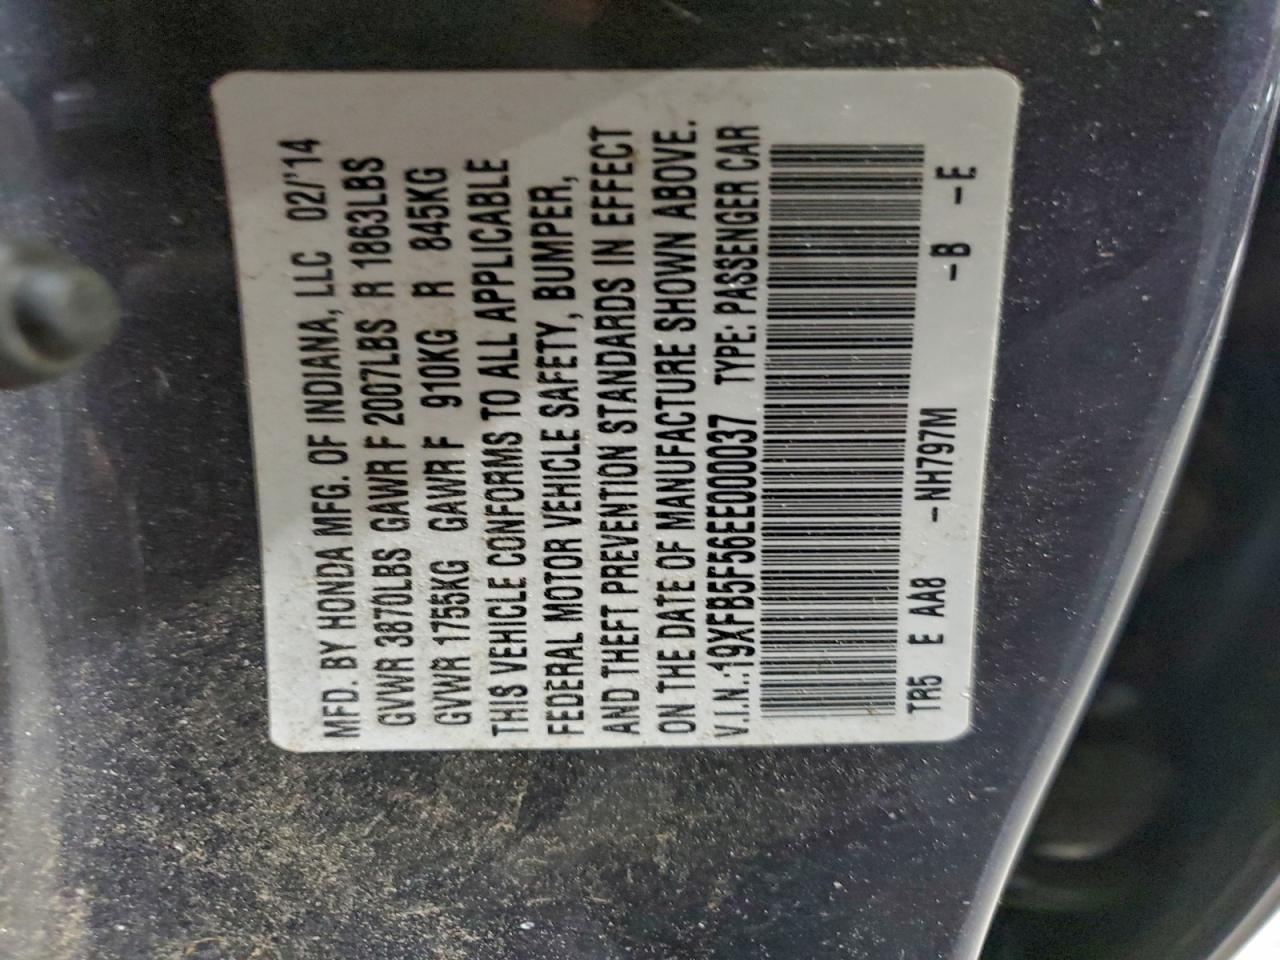 MFD. BY HONDA MFG. OF INDIANA, LLC 02/'14
GVWR 3870LBS GAWR F 2007LBS R 1863LBS
GVWR 1755KG GAWR F 910KG R 845KG
THIS VEHICLE CONFORMS TO ALL APPLICABLE
FEDERAL MOTOR VEHICLE SAFETY, BUMPER,
AND THEFT PREVENTION STANDARDS IN EFFECT
ON THE DATE OF MANUFACTURE SHOWN ABOVE.
V.I.N.:19XFB5F56EE000037 TYPE: PASSENGER CAR
TR5 E AA8 -NH797M -B -E